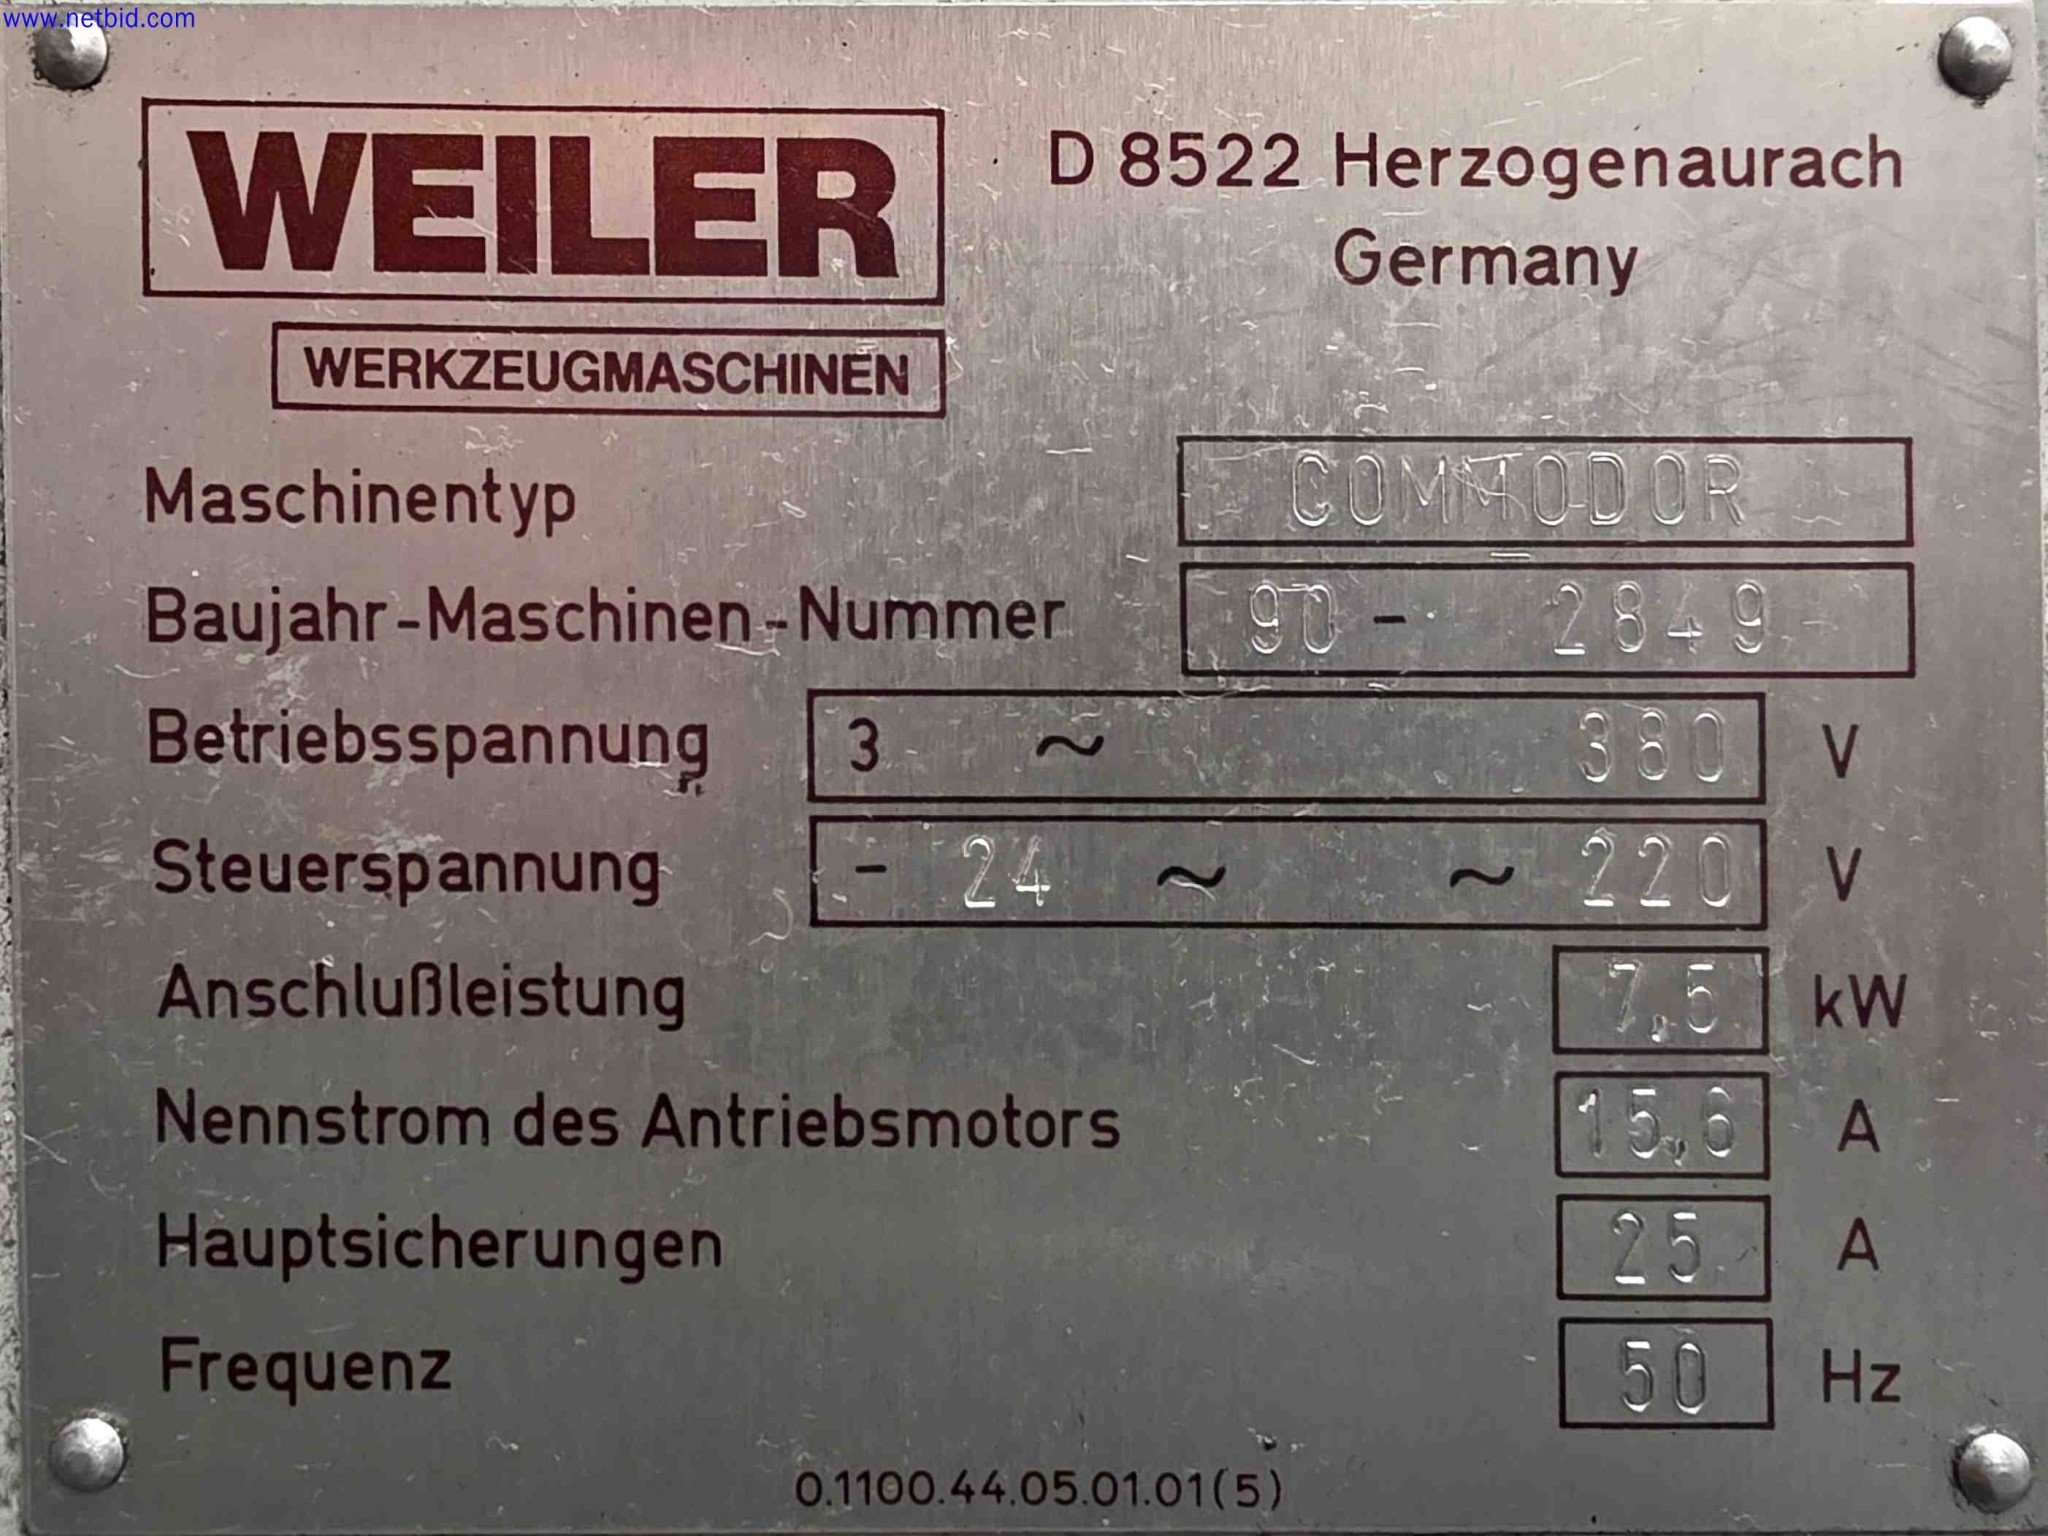 www.netbid.com
WEILER
WERKZEUGMASCHINEN
D 8522 Herzogenaurach
Germany
Maschinentyp COMMODOR
Baujahr-Maschinen-Nummer 90 - 2849
Betriebsspannung 3 ~ 380 V
Steuerspannung - 24 ~ ~ 220 V
Anschlußleistung 7,5 kW
Nennstrom des Antriebsmotors 15,6 A
Hauptsicherungen 25 A
Frequenz 50 Hz
0.1100.44.05.01.01(5)